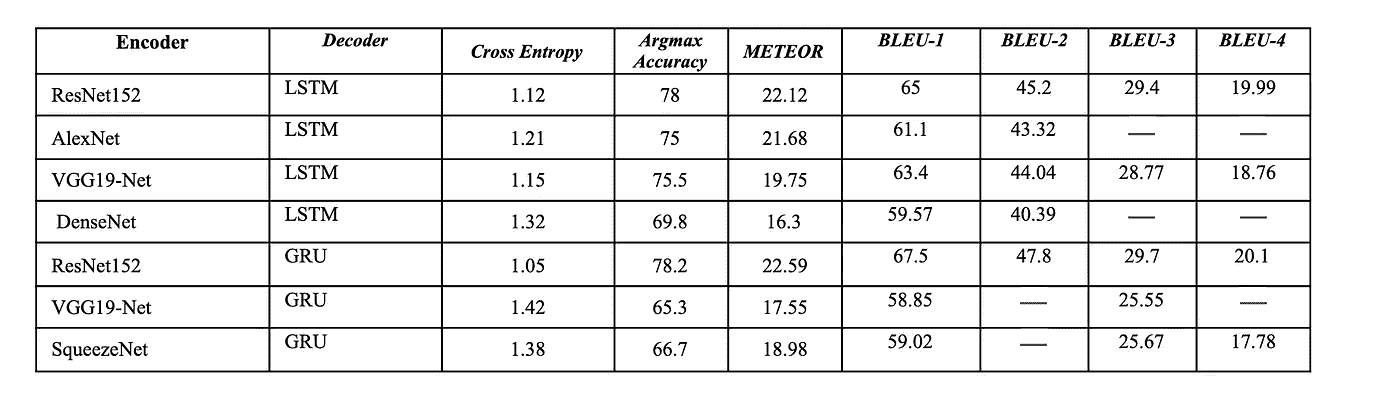 Encoder Decoder Cross Entropy Argmax Accuracy METEOR BLEU-1 BLEU-2 BLEU-3 BLEU-4
ResNet152 LSTM 1.12 78 22.12 65 45.2 29.4 19.99
AlexNet LSTM 1.21 75 21.68 61.1 43.32 — —
VGG19-Net LSTM 1.15 75.5 19.75 63.4 44.04 28.77 18.76
DenseNet LSTM 1.32 69.8 16.3 59.57 40.39 — —
ResNet152 GRU 1.05 78.2 22.59 67.5 47.8 29.7 20.1
VGG19-Net GRU 1.42 65.3 17.55 58.85 — 25.55 —
SqueezeNet GRU 1.38 66.7 18.98 59.02 — 25.67 17.78